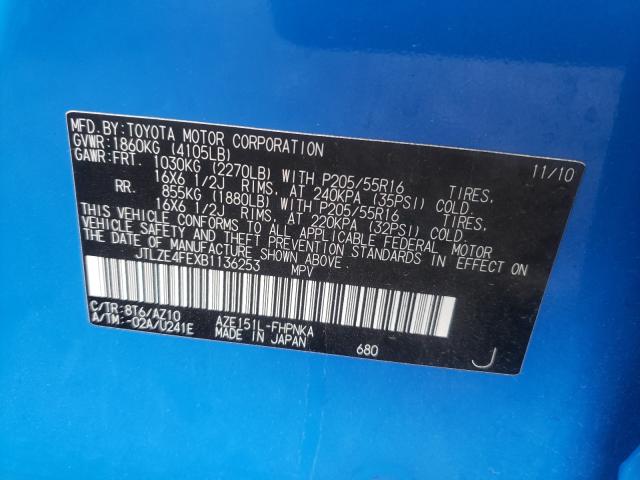 MFD.BY:TOYOTA MOTOR CORPORATION 11/10
GVWR:1860KG (4105LB)
GAWR:FRT. 1030KG (2270LB) WITH P205/55R16 TIRES,
16X6 1/2J RIMS, AT 240KPA (35PSI) COLD.
RR. 855KG (1880LB) WITH P205/55R16 TIRES,
16X6 1/2J RIMS, AT 220KPA (32PSI) COLD.
THIS VEHICLE CONFORMS TO ALL APPLICABLE FEDERAL MOTOR
VEHICLE SAFETY STANDARDS IN EFFECT ON
THE DATE OF MANUFACTURE SHOWN ABOVE.
JTLZE4FEXB1136253 MPV
C/TR:8T6/AZ10 AZE151L-FHPNKA
A/TM:-02A/U241E MADE IN JAPAN 680 J